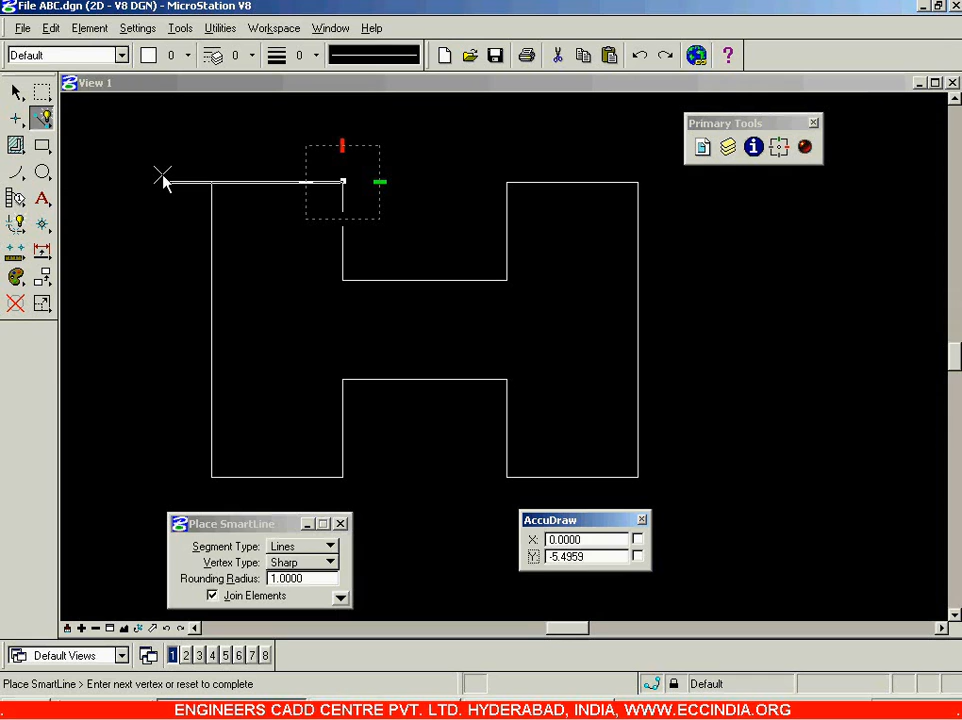 File ABC.dgn (2D - V8 DGN) - MicroStation V8
File Edit Element Settings Tools Utilities Workspace Window Help
Default 0 0 0
View 1
Primary Tools
Place SmartLine
Segment Type: Lines
Vertex Type: Sharp
Rounding Radius: 1.0000
Join Elements
AccuDraw
X: 0.0000
Y: -5.4959
Default Views 1 2 3 4 5 6 7 8
Place SmartLine > Enter next vertex or reset to complete Default
ENGINEERS CADD CENTRE PVT. LTD. HYDERABAD, INDIA, WWW.ECCINDIA.ORG